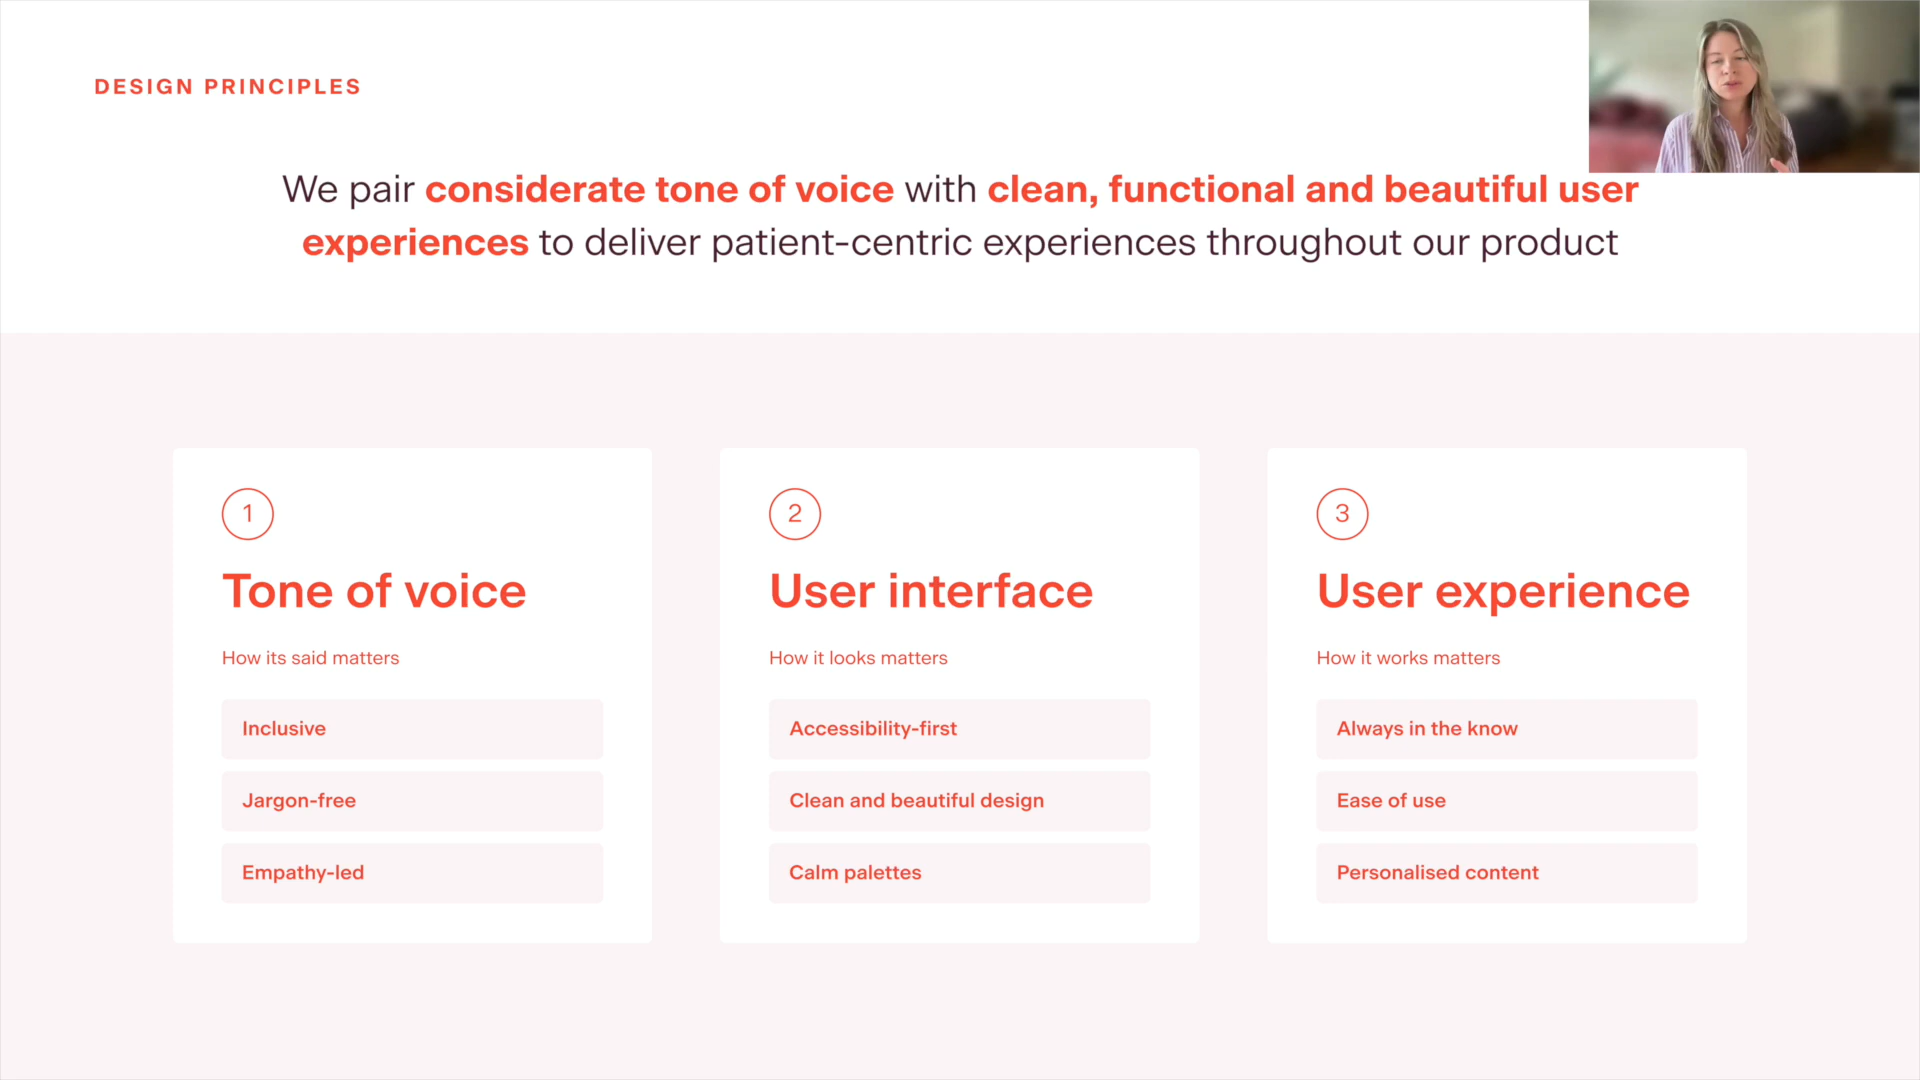 DESIGN PRINCIPLES
We pair considerate tone of voice with clean, functional and beautiful user
experiences to deliver patient-centric experiences throughout our product
1
Tone of voice
How its said matters
Inclusive
Jargon-free
Empathy-led
2
User interface
How it looks matters
Accessibility-first
Clean and beautiful design
Calm palettes
3
User experience
How it works matters
Always in the know
Ease of use
Personalised content